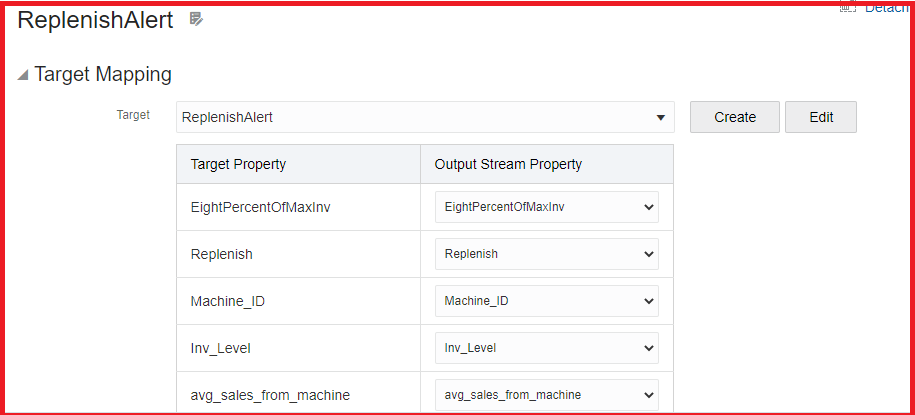 ReplenishAlert
Detach
Target Mapping
Target ReplenishAlert Create Edit
Target Property Output Stream Property
EightPercentOfMaxInv EightPercentOfMaxInv
Replenish Replenish
Machine_ID Machine_ID
Inv_Level Inv_Level
avg_sales_from_machine avg_sales_from_machine